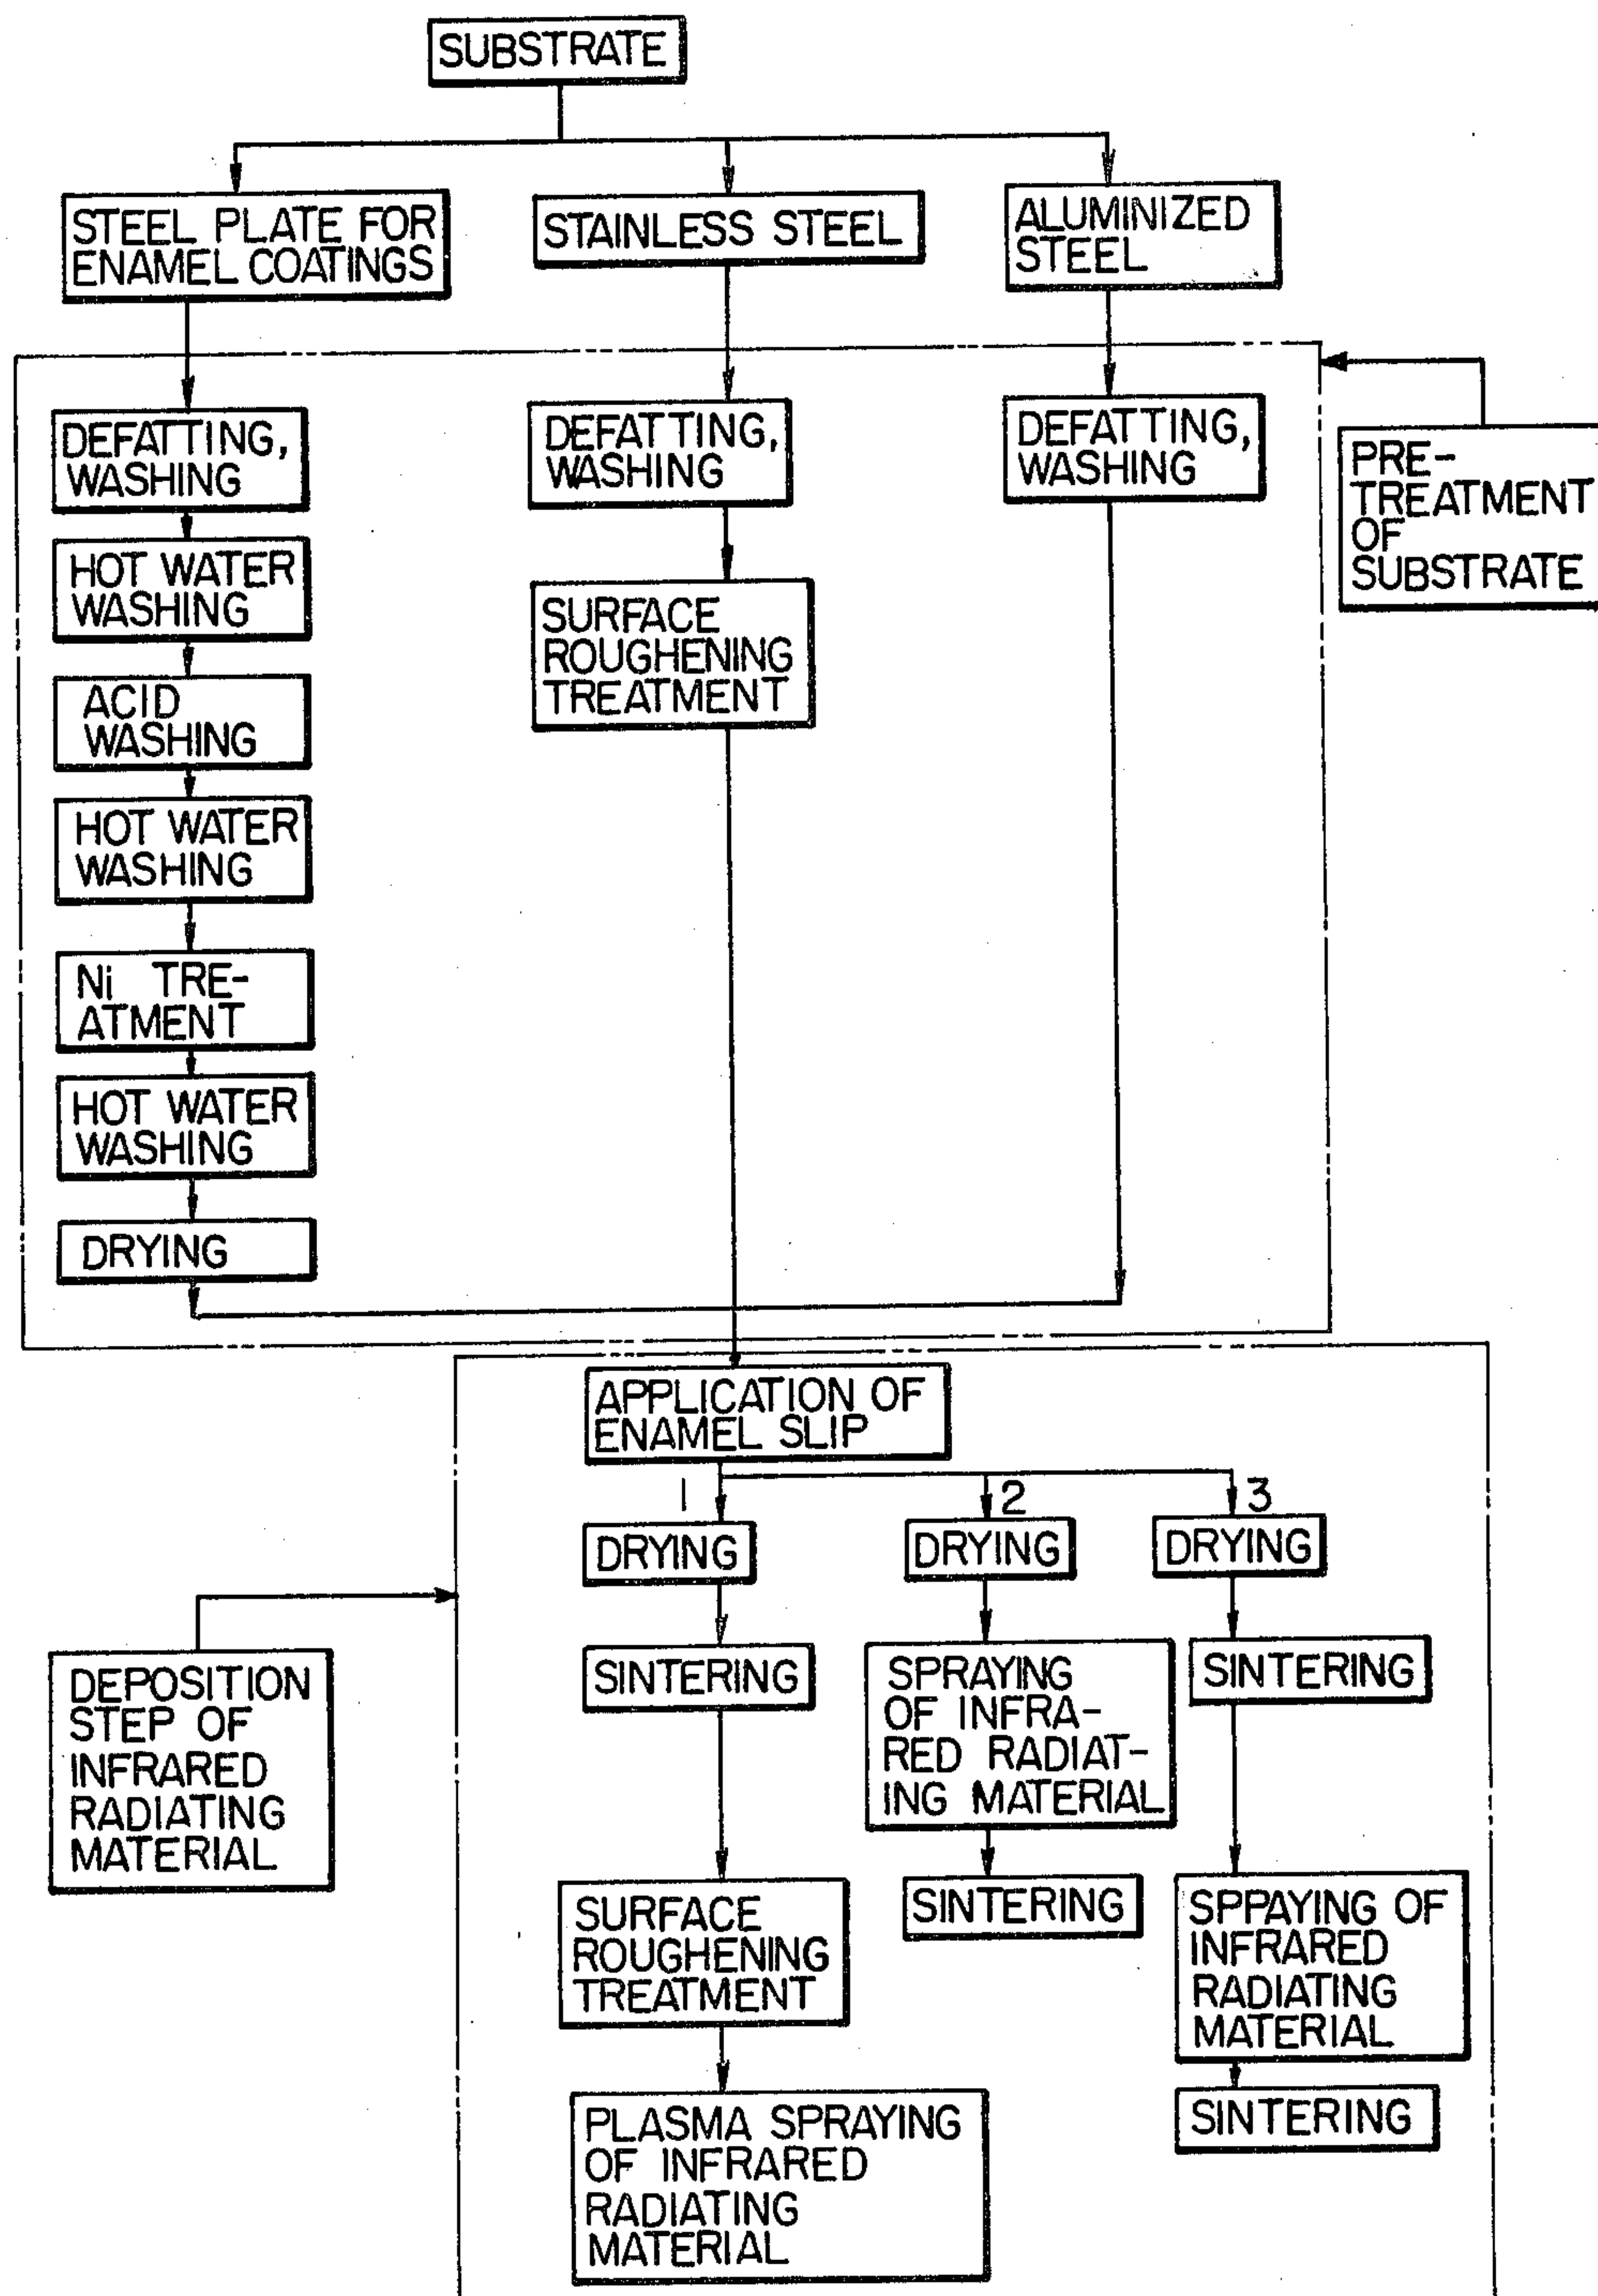 SUBSTRATE
STEEL PLATE FOR
ENAMEL COATINGS
STAINLESS STEEL
ALUMINIZED
STEEL
DEFATTING,
WASHING
HOT WATER
WASHING
ACID
WASHING
HOT WATER
WASHING
Ni TRE-
ATMENT
HOT WATER
WASHING
DRYING
DEFATTING,
WASHING
SURFACE
ROUGHENING
TREATMENT
DEFATTING,
WASHING
PRE-
TREATMENT
OF
SUBSTRATE
APPLICATION OF
ENAMEL SLIP
DEPOSITION
STEP OF
INFRARED
RADIATING
MATERIAL
1
DRYING
SINTERING
SURFACE
ROUGHENING
TREATMENT
PLASMA SPRAYING
OF INFRARED
RADIATING
MATERIAL
2
DRYING
SPRAYING
OF INFRA-
RED RADIAT-
ING MATERIAL
SINTERING
3
DRYING
SINTERING
SPPAYING OF
INFRARED
RADIATING
MATERIAL
SINTERING